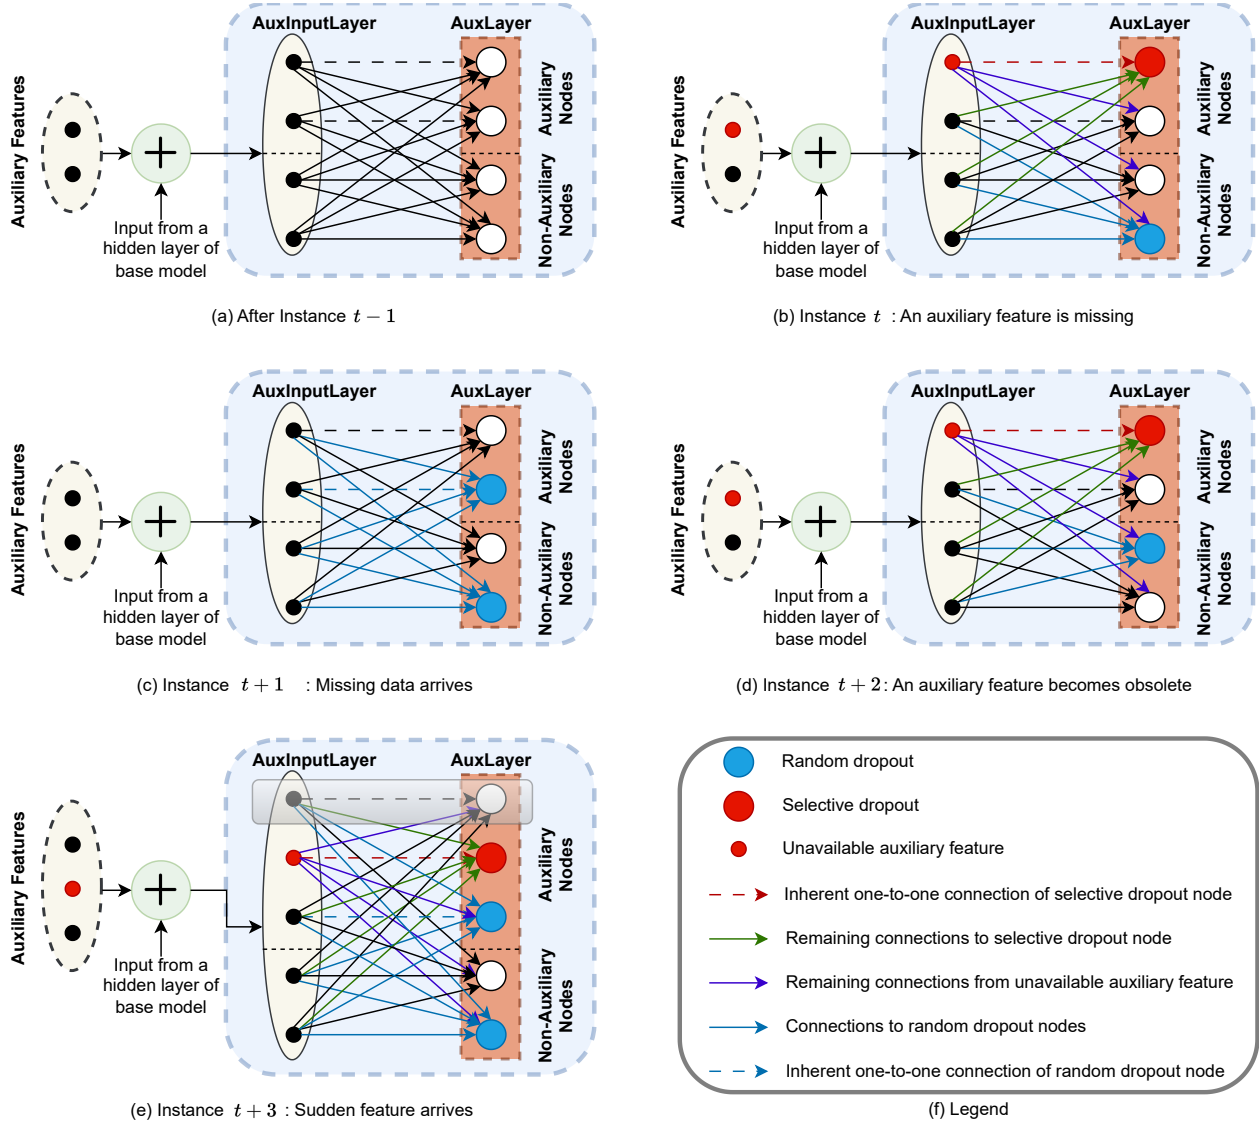 AuxInputLayer
AuxLayer
Auxiliary Features
Auxiliary
Nodes
Non-Auxiliary
Nodes
Input from a
hidden layer of
base model
(a) After Instance t − 1
AuxInputLayer
AuxLayer
Auxiliary Features
Auxiliary
Nodes
Non-Auxiliary
Nodes
Input from a
hidden layer of
base model
(b) Instance t : An auxiliary feature is missing
AuxInputLayer
AuxLayer
Auxiliary Features
Auxiliary
Nodes
Non-Auxiliary
Nodes
Input from a
hidden layer of
base model
(c) Instance t + 1 : Missing data arrives
AuxInputLayer
AuxLayer
Auxiliary Features
Auxiliary
Nodes
Non-Auxiliary
Nodes
Input from a
hidden layer of
base model
(d) Instance t + 2 : An auxiliary feature becomes obsolete
AuxInputLayer
AuxLayer
Auxiliary Features
Auxiliary
Nodes
Non-Auxiliary
Nodes
Input from a
hidden layer of
base model
(e) Instance t + 3 : Sudden feature arrives
Random dropout
Selective dropout
Unavailable auxiliary feature
Inherent one-to-one connection of selective dropout node
Remaining connections to selective dropout node
Remaining connections from unavailable auxiliary feature
Connections to random dropout nodes
Inherent one-to-one connection of random dropout node
(f) Legend